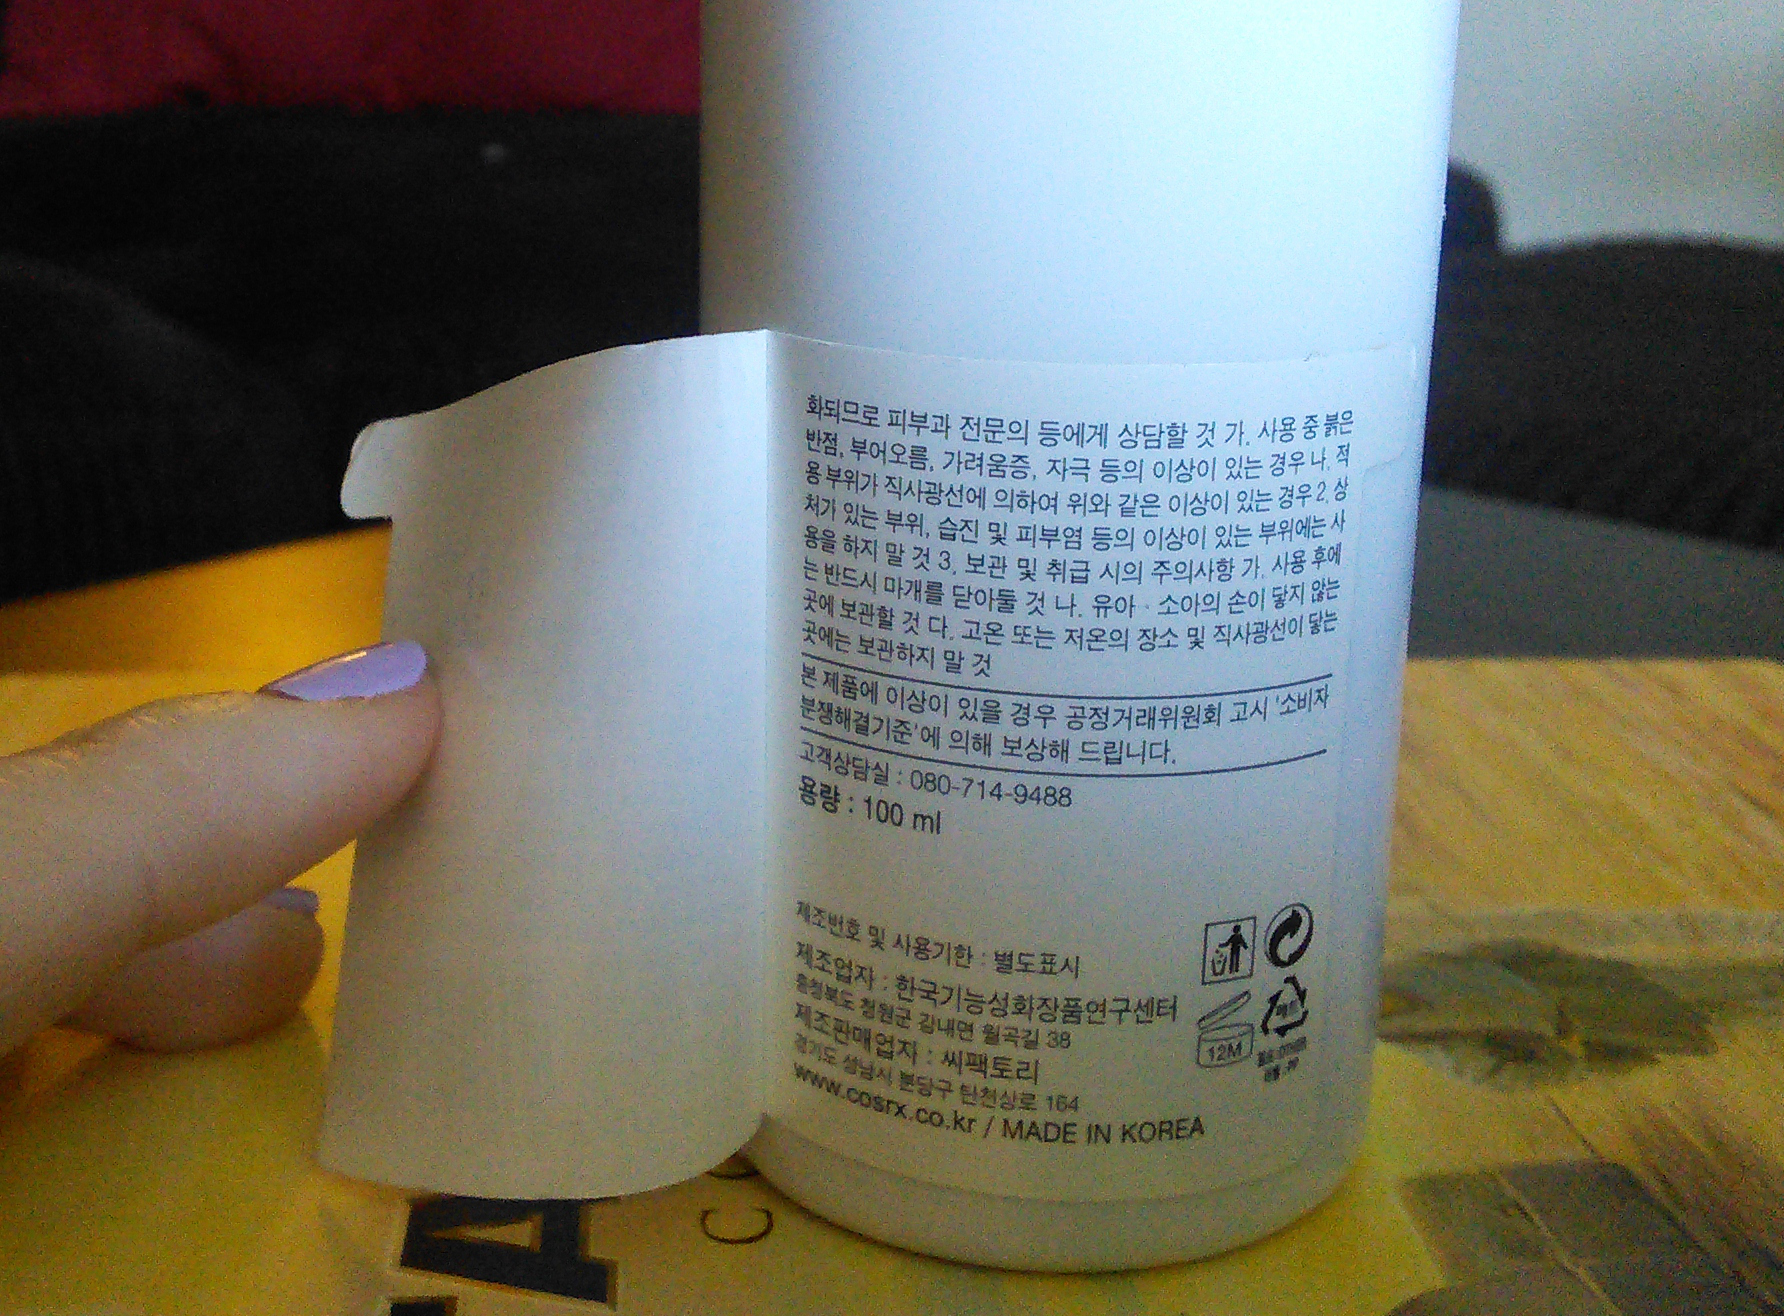 화되므로 피부과 전문의 등에게 상담할 것 가. 사용 중 붉은
반점, 부어오름, 가려움증, 자극 등의 이상이 있는 경우 나. 적
용 부위가 직사광선에 의하여 위와 같은 이상이 있는 경우 2. 상
처가 있는 부위, 습진 및 피부염 등의 이상이 있는 부위에는 사
용을 하지 말 것 3. 보관 및 취급 시의 주의사항 가. 사용 후에
는 반드시 마개를 닫아둘 것 나. 유아 · 소아의 손이 닿지 않는
곳에 보관할 것 다. 고온 또는 저온의 장소 및 직사광선이 닿는
곳에는 보관하지 말 것
본 제품에 이상이 있을 경우 공정거래위원회 고시 '소비자
분쟁해결기준'에 의해 보상해 드립니다.
고객상담실 : 080-714-9488
용량 : 100 ml
제조번호 및 사용기한 : 별도표시
제조업자 : 한국기능성화장품연구센터
충청북도 청원군 강내면 월곡길 38
제조판매업자 : 씨팩토리
경기도 성남시 분당구 탄천상로 164
www.cosrx.co.kr / MADE IN KOREA
12M